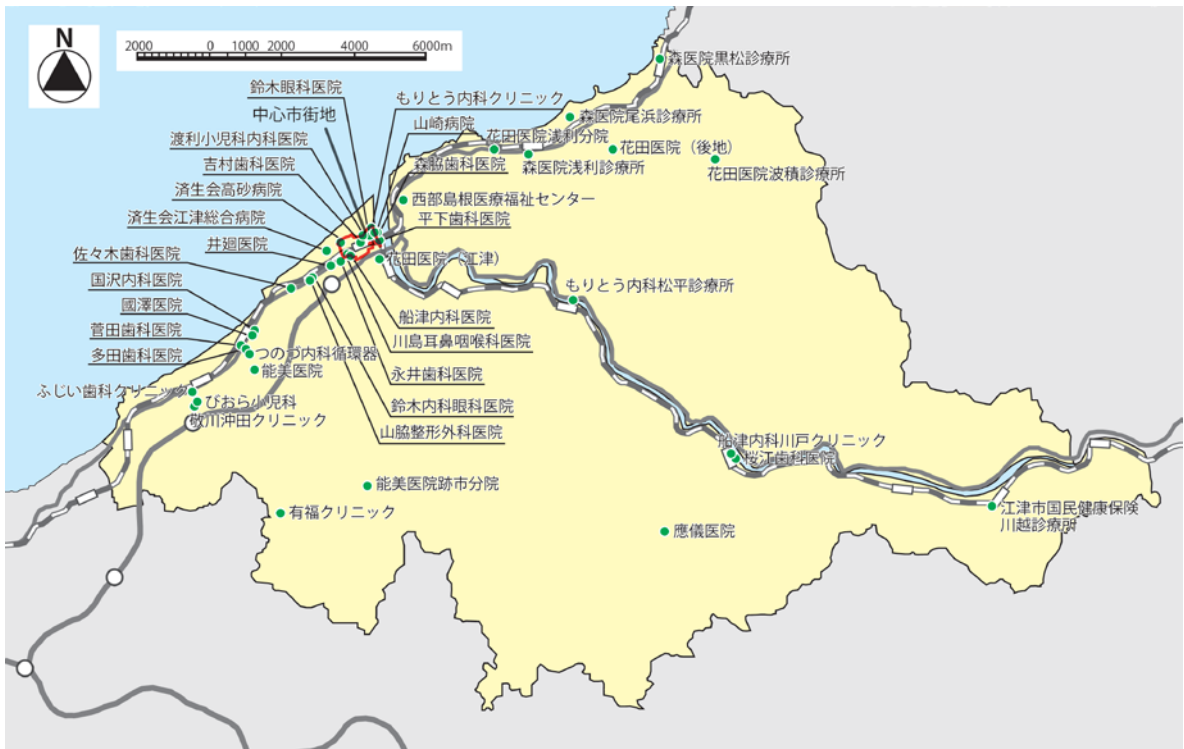 N
2000 0 1000 2000 4000 6000m
森医院黒松診療所
鈴木眼科医院
もりとう内科クリニック
中心市街地
森医院尾浜診療所
山崎病院
渡利小児科内科医院
花田医院浅利分院
花田医院（後地）
吉村歯科医院
森脇歯科医院
森医院浅利診療所
花田医院波積診療所
済生会高砂病院
西部島根医療福祉センター
済生会江津総合病院
平下歯科医院
井廻医院
佐々木歯科医院
花田医院（江津）
国沢内科医院
もりとう内科松平診療所
國澤医院
船津内科医院
菅田歯科医院
川島耳鼻咽喉科医院
多田歯科医院
つのづ内科循環器
能美医院
永井歯科医院
ふじい歯科クリニック
びおら小児科
鈴木内科眼科医院
敬川沖田クリニック
山脇整形外科医院
船津内科川戸クリニック
桜江歯科医院
能美医院跡市分院
有福クリニック
江津市国民健康保険
川越診療所
應儀医院